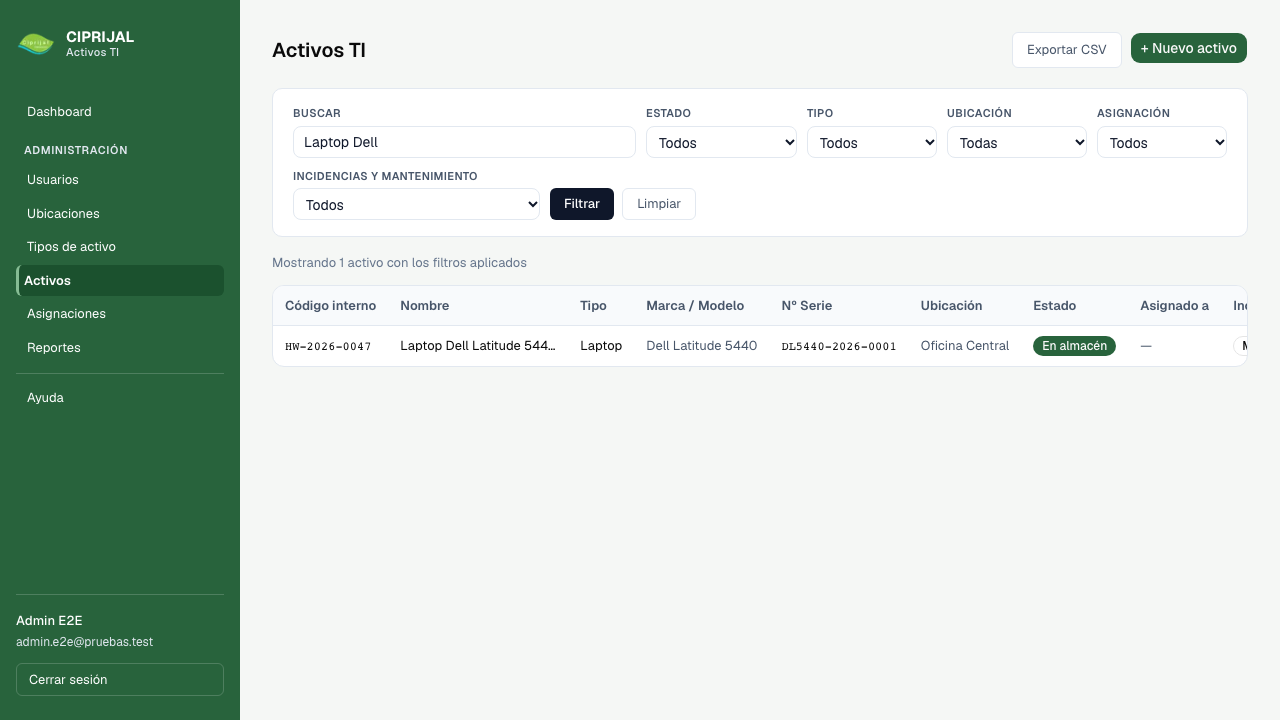 CIPRIJAL
Activos TI
Dashboard
ADMINISTRACIÓN
Usuarios
Ubicaciones
Tipos de activo
Activos
Asignaciones
Reportes
Ayuda
Admin E2E
admin.e2e@pruebas.test
Cerrar sesión
Activos TI
Exportar CSV
+ Nuevo activo
BUSCAR ESTADO TIPO UBICACIÓN ASIGNACIÓN
Laptop Dell Todos Todos Todas Todos
INCIDENCIAS Y MANTENIMIENTO
Todos Filtrar Limpiar
Mostrando 1 activo con los filtros aplicados
Código interno Nombre Tipo Marca / Modelo Nº Serie Ubicación Estado Asignado a
HW-2026-0047 Laptop Dell Latitude 544… Laptop Dell Latitude 5440 DL5440-2026-0001 Oficina Central En almacén —